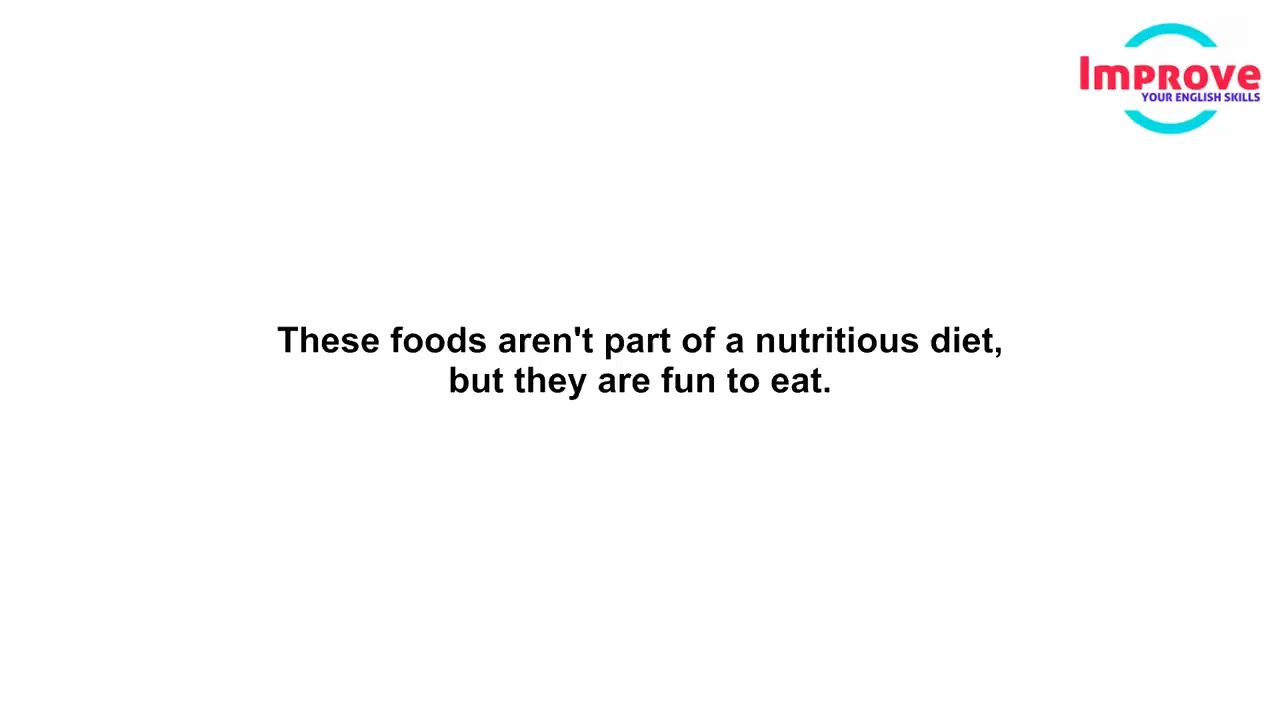 Improve
YOUR ENGLISH SKILLS
These foods aren't part of a nutritious diet,
but they are fun to eat.